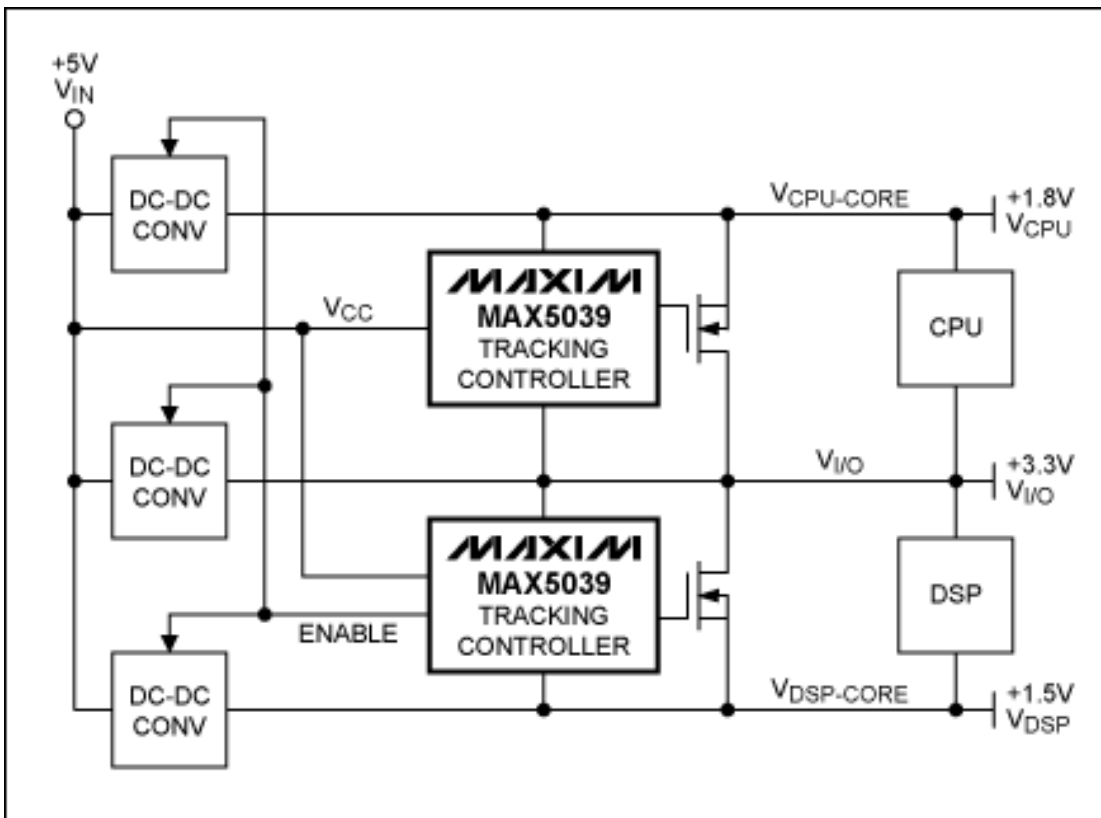 +5V
VIN
DC-DC
CONV
VCPU-CORE
+1.8V
VCPU
MAXIM
MAX5039
TRACKING
CONTROLLER
VCC
CPU
DC-DC
CONV
VI/O
+3.3V
VI/O
MAXIM
MAX5039
TRACKING
CONTROLLER
ENABLE
DSP
DC-DC
CONV
VDSP-CORE
+1.5V
VDSP